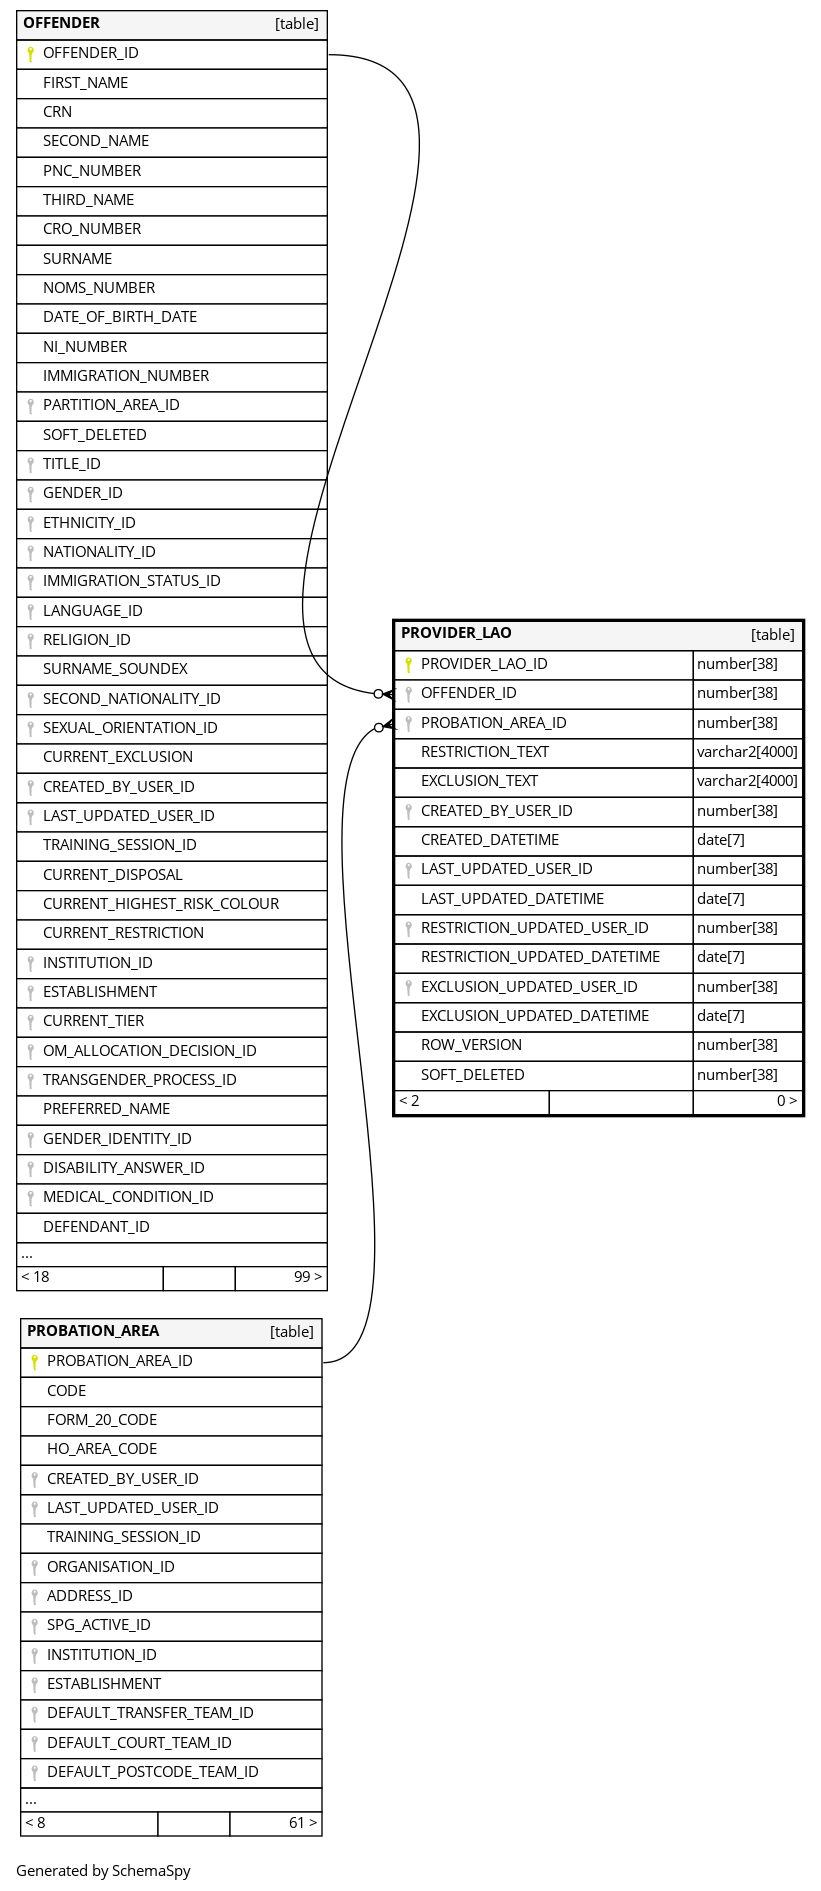 OFFENDER [table]
OFFENDER_ID
FIRST_NAME
CRN
SECOND_NAME
PNC_NUMBER
THIRD_NAME
CRO_NUMBER
SURNAME
NOMS_NUMBER
DATE_OF_BIRTH_DATE
NI_NUMBER
IMMIGRATION_NUMBER
PARTITION_AREA_ID
SOFT_DELETED
TITLE_ID
GENDER_ID
ETHNICITY_ID
NATIONALITY_ID
IMMIGRATION_STATUS_ID
LANGUAGE_ID
RELIGION_ID
SURNAME_SOUNDEX
SECOND_NATIONALITY_ID
SEXUAL_ORIENTATION_ID
CURRENT_EXCLUSION
CREATED_BY_USER_ID
LAST_UPDATED_USER_ID
TRAINING_SESSION_ID
CURRENT_DISPOSAL
CURRENT_HIGHEST_RISK_COLOUR
CURRENT_RESTRICTION
INSTITUTION_ID
ESTABLISHMENT
CURRENT_TIER
OM_ALLOCATION_DECISION_ID
TRANSGENDER_PROCESS_ID
PREFERRED_NAME
GENDER_IDENTITY_ID
DISABILITY_ANSWER_ID
MEDICAL_CONDITION_ID
DEFENDANT_ID
...
< 18 99 >
PROVIDER_LAO [table]
PROVIDER_LAO_ID number[38]
OFFENDER_ID number[38]
PROBATION_AREA_ID number[38]
RESTRICTION_TEXT varchar2[4000]
EXCLUSION_TEXT varchar2[4000]
CREATED_BY_USER_ID number[38]
CREATED_DATETIME date[7]
LAST_UPDATED_USER_ID number[38]
LAST_UPDATED_DATETIME date[7]
RESTRICTION_UPDATED_USER_ID number[38]
RESTRICTION_UPDATED_DATETIME date[7]
EXCLUSION_UPDATED_USER_ID number[38]
EXCLUSION_UPDATED_DATETIME date[7]
ROW_VERSION number[38]
SOFT_DELETED number[38]
< 2 0 >
PROBATION_AREA [table]
PROBATION_AREA_ID
CODE
FORM_20_CODE
HO_AREA_CODE
CREATED_BY_USER_ID
LAST_UPDATED_USER_ID
TRAINING_SESSION_ID
ORGANISATION_ID
ADDRESS_ID
SPG_ACTIVE_ID
INSTITUTION_ID
ESTABLISHMENT
DEFAULT_TRANSFER_TEAM_ID
DEFAULT_COURT_TEAM_ID
DEFAULT_POSTCODE_TEAM_ID
...
< 8 61 >
Generated by SchemaSpy